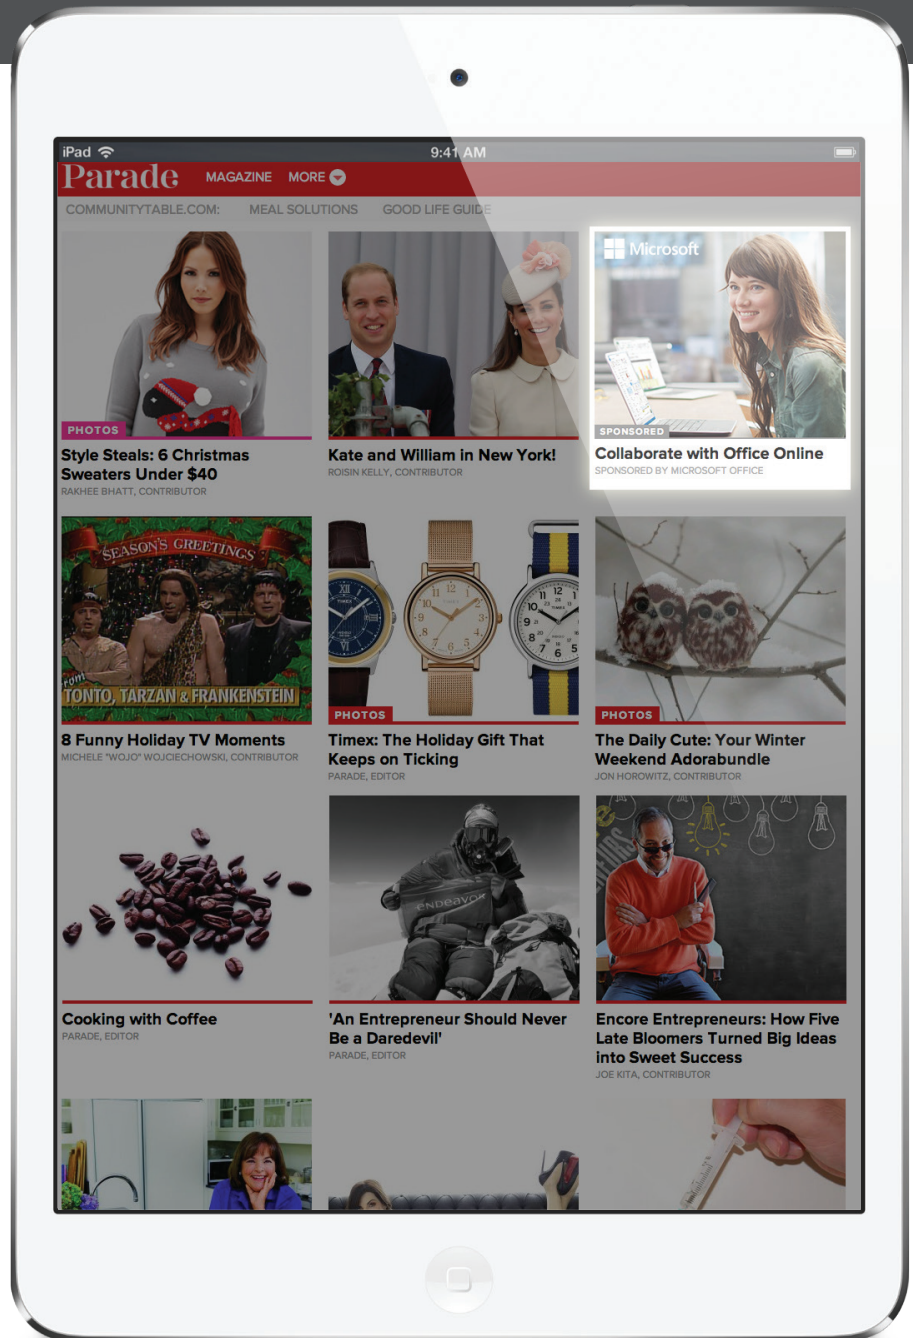 iPad
9:41 AM
Parade MAGAZINE MORE
COMMUNITYTABLE.COM: MEAL SOLUTIONS GOOD LIFE GUIDE
PHOTOS
Style Steals: 6 Christmas
Sweaters Under $40
RAKHEE BHATT, CONTRIBUTOR
Kate and William in New York!
ROISIN KELLY, CONTRIBUTOR
Microsoft
SPONSORED
Collaborate with Office Online
SPONSORED BY MICROSOFT OFFICE
SEASON'S GREETINGS
from
TONTO, TARZAN & FRANKENSTEIN
8 Funny Holiday TV Moments
MICHELE "WOJO" WOJCIECHOWSKI, CONTRIBUTOR
TIMEX
TIMEX
TIMEX
PHOTOS
Timex: The Holiday Gift That
Keeps on Ticking
PARADE, EDITOR
PHOTOS
The Daily Cute: Your Winter
Weekend Adorabundle
JON HOROWITZ, CONTRIBUTOR
Cooking with Coffee
PARADE, EDITOR
ENDEAVOR
'An Entrepreneur Should Never
Be a Daredevil'
PARADE, EDITOR
Encore Entrepreneurs: How Five
Late Bloomers Turned Big Ideas
into Sweet Success
JOE KITA, CONTRIBUTOR